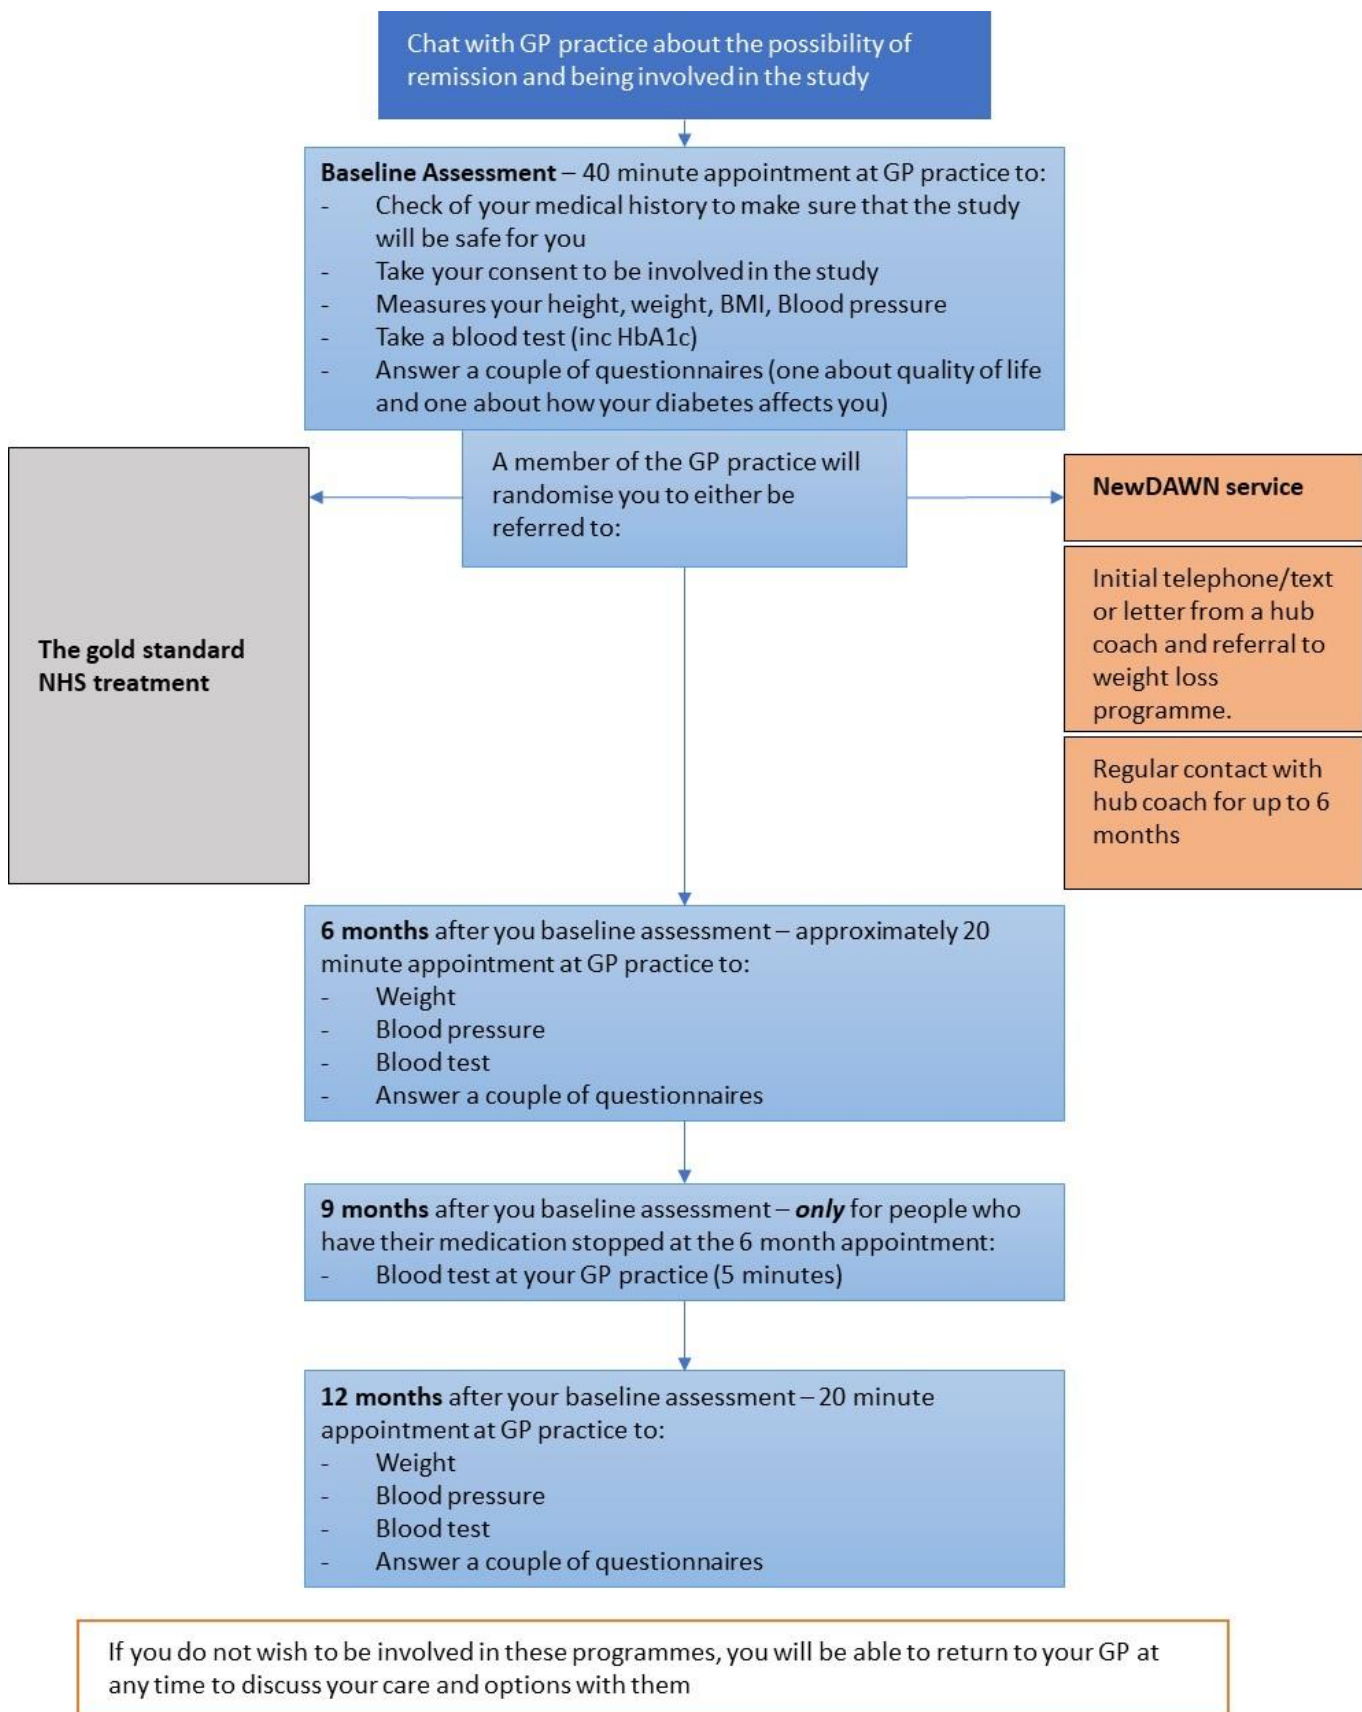 Chat with GP practice about the possibility of
remission and being involved in the study
Baseline Assessment – 40 minute appointment at GP practice to:
- Check of your medical history to make sure that the study
will be safe for you
- Take your consent to be involved in the study
- Measures your height, weight, BMI, Blood pressure
- Take a blood test (inc HbA1c)
- Answer a couple of questionnaires (one about quality of life
and one about how your diabetes affects you)
A member of the GP practice will
randomise you to either be
referred to:
The gold standard
NHS treatment
NewDAWN service
Initial telephone/text
or letter from a hub
coach and referral to
weight loss
programme.
Regular contact with
hub coach for up to 6
months
6 months after you baseline assessment – approximately 20
minute appointment at GP practice to:
- Weight
- Blood pressure
- Blood test
- Answer a couple of questionnaires
9 months after you baseline assessment – only for people who
have their medication stopped at the 6 month appointment:
- Blood test at your GP practice (5 minutes)
12 months after your baseline assessment – 20 minute
appointment at GP practice to:
- Weight
- Blood pressure
- Blood test
- Answer a couple of questionnaires
If you do not wish to be involved in these programmes, you will be able to return to your GP at
any time to discuss your care and options with them